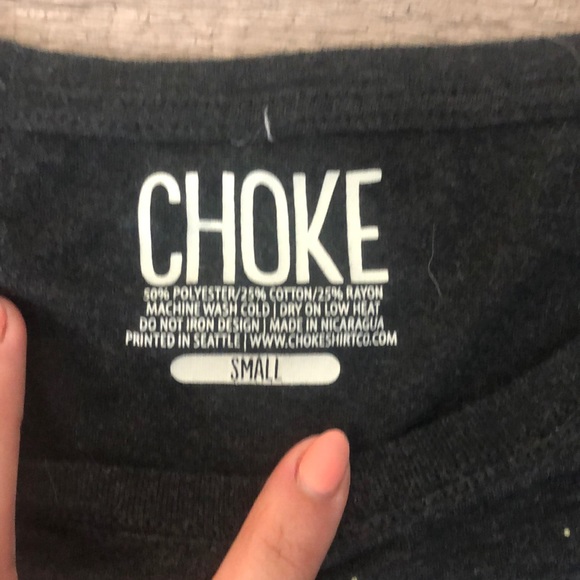 CHOKE
50% POLYESTER/25% COTTON/25% RAYON
MACHINE WASH COLD | DRY ON LOW HEAT
DO NOT IRON DESIGN | MADE IN NICARAGUA
PRINTED IN SEATTLE | WWW.CHOKESHIRTCO.COM
SMALL